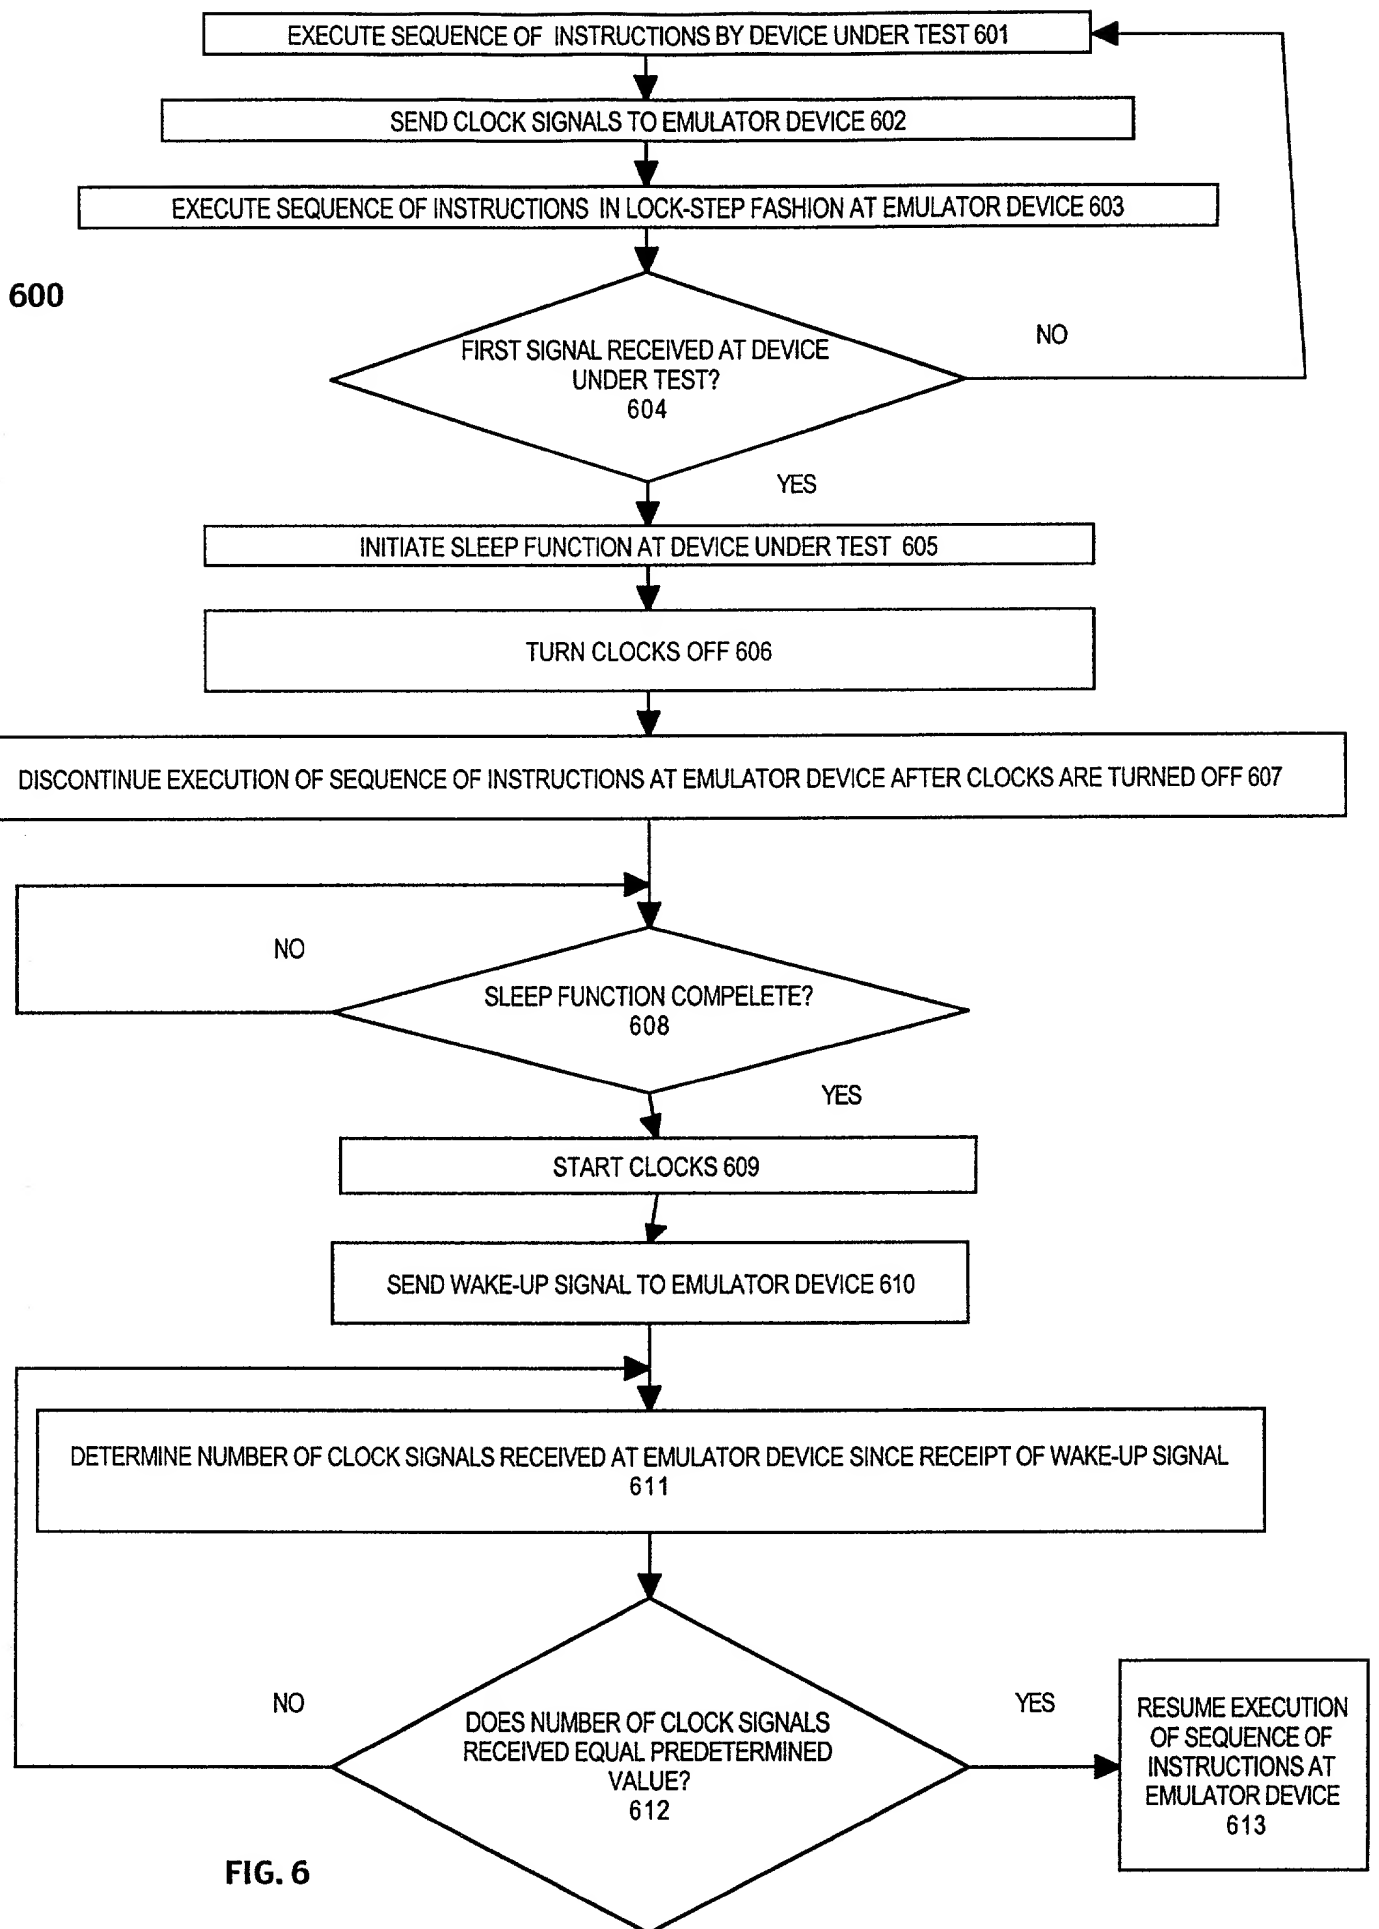 EXECUTE SEQUENCE OF INSTRUCTIONS BY DEVICE UNDER TEST 601
SEND CLOCK SIGNALS TO EMULATOR DEVICE 602
EXECUTE SEQUENCE OF INSTRUCTIONS IN LOCK-STEP FASHION AT EMULATOR DEVICE 603
600
FIRST SIGNAL RECEIVED AT DEVICE
UNDER TEST?
604
NO
YES
INITIATE SLEEP FUNCTION AT DEVICE UNDER TEST 605
TURN CLOCKS OFF 606
DISCONTINUE EXECUTION OF SEQUENCE OF INSTRUCTIONS AT EMULATOR DEVICE AFTER CLOCKS ARE TURNED OFF 607
NO
SLEEP FUNCTION COMPELETE?
608
YES
START CLOCKS 609
SEND WAKE-UP SIGNAL TO EMULATOR DEVICE 610
DETERMINE NUMBER OF CLOCK SIGNALS RECEIVED AT EMULATOR DEVICE SINCE RECEIPT OF WAKE-UP SIGNAL
611
NO
DOES NUMBER OF CLOCK SIGNALS
RECEIVED EQUAL PREDETERMINED
VALUE?
612
YES
RESUME EXECUTION
OF SEQUENCE OF
INSTRUCTIONS AT
EMULATOR DEVICE
613
FIG. 6